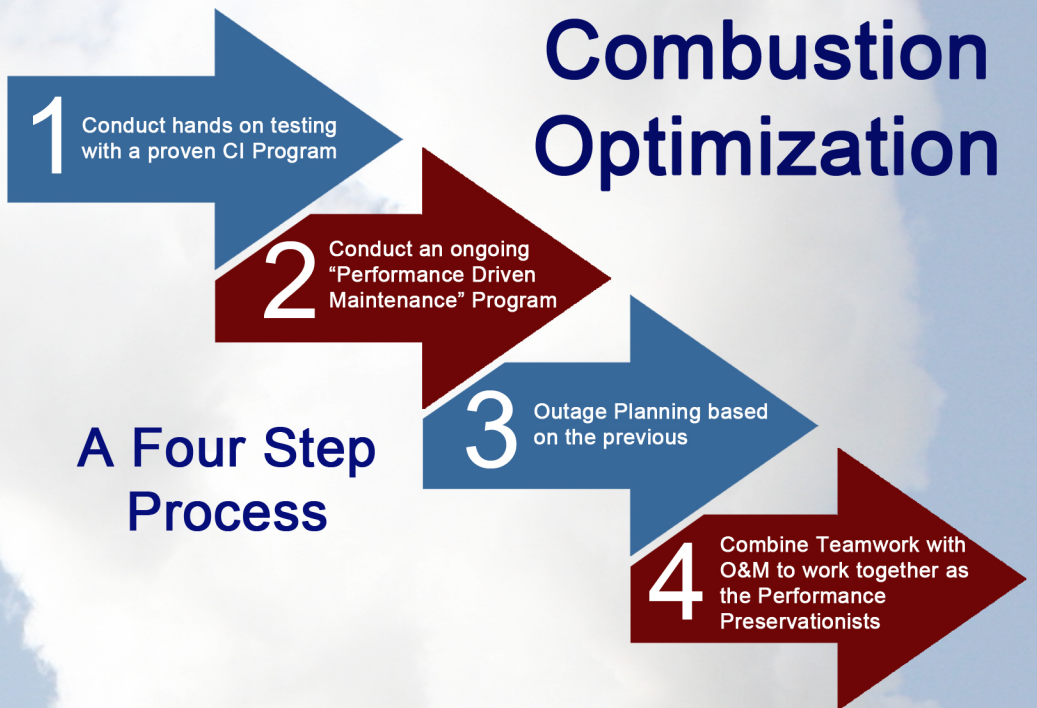 Combustion
Optimization
1
Conduct hands on testing
with a proven CI Program
2
Conduct an ongoing
“Performance Driven
Maintenance” Program
3
Outage Planning based
on the previous
A Four Step
Process
4
Combine Teamwork with
O&M to work together as
the Performance
Preservationists